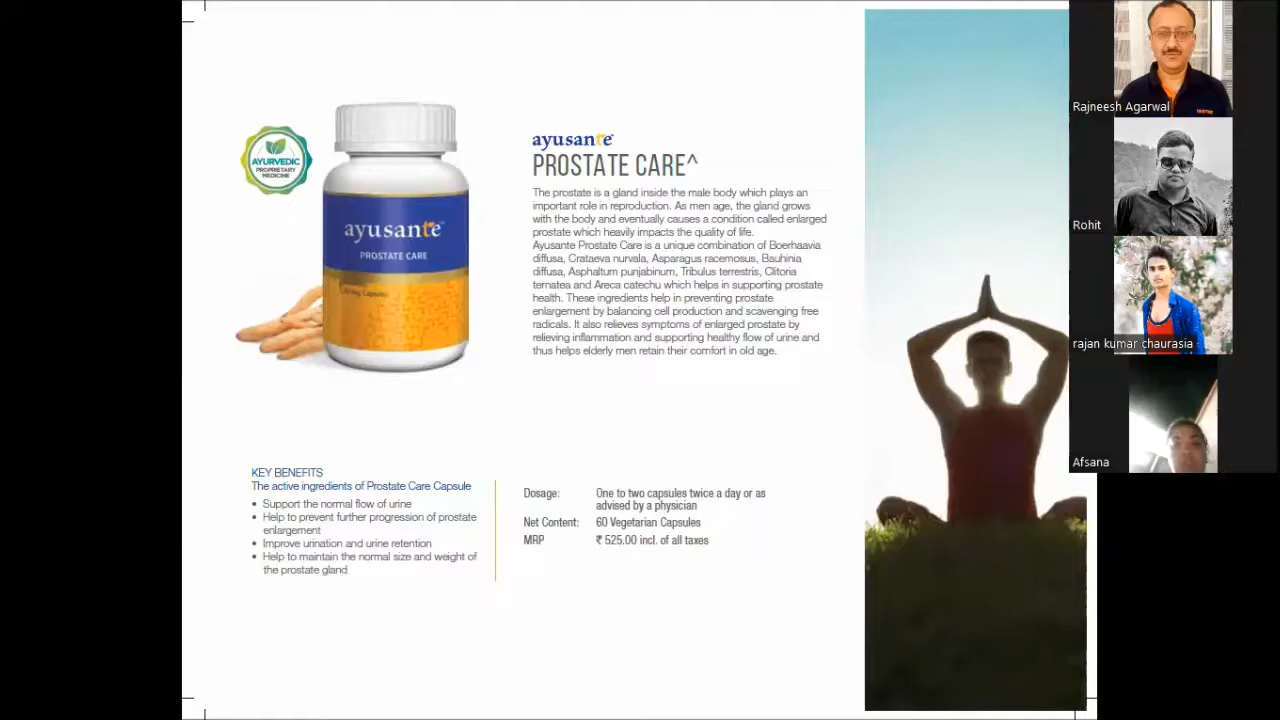 AYURVEDIC
PROPRIETARY
MEDICINE
ayusante
PROSTATE CARE
Capsules
ayusante
PROSTATE CARE^
The prostate is a gland inside the male body which plays an
important role in reproduction. As men age, the gland grows
with the body and eventually causes a condition called enlarged
prostate which heavily impacts the quality of life.
Ayusante Prostate Care is a unique combination of Boerhaavia
diffusa, Crataeva nurvala, Asparagus racemosus, Bauhinia
diffusa, Asphaltum punjabinum, Tribulus terrestris, Clitoria
ternatea and Areca catechu which helps in supporting prostate
health. These ingredients help in preventing prostate
enlargement by balancing cell production and scavenging free
radicals. It also relieves symptoms of enlarged prostate by
relieving inflammation and supporting healthy flow of urine and
thus helps elderly men retain their comfort in old age.
KEY BENEFITS
The active ingredients of Prostate Care Capsule
• Support the normal flow of urine
• Help to prevent further progression of prostate
enlargement
• Improve urination and urine retention
• Help to maintain the normal size and weight of
the prostate gland
Dosage: One to two capsules twice a day or as
advised by a physician
Net Content: 60 Vegetarian Capsules
MRP ₹ 525.00 incl. of all taxes
Rajneesh Agarwal
Rohit
rajan kumar chaurasia
Afsana